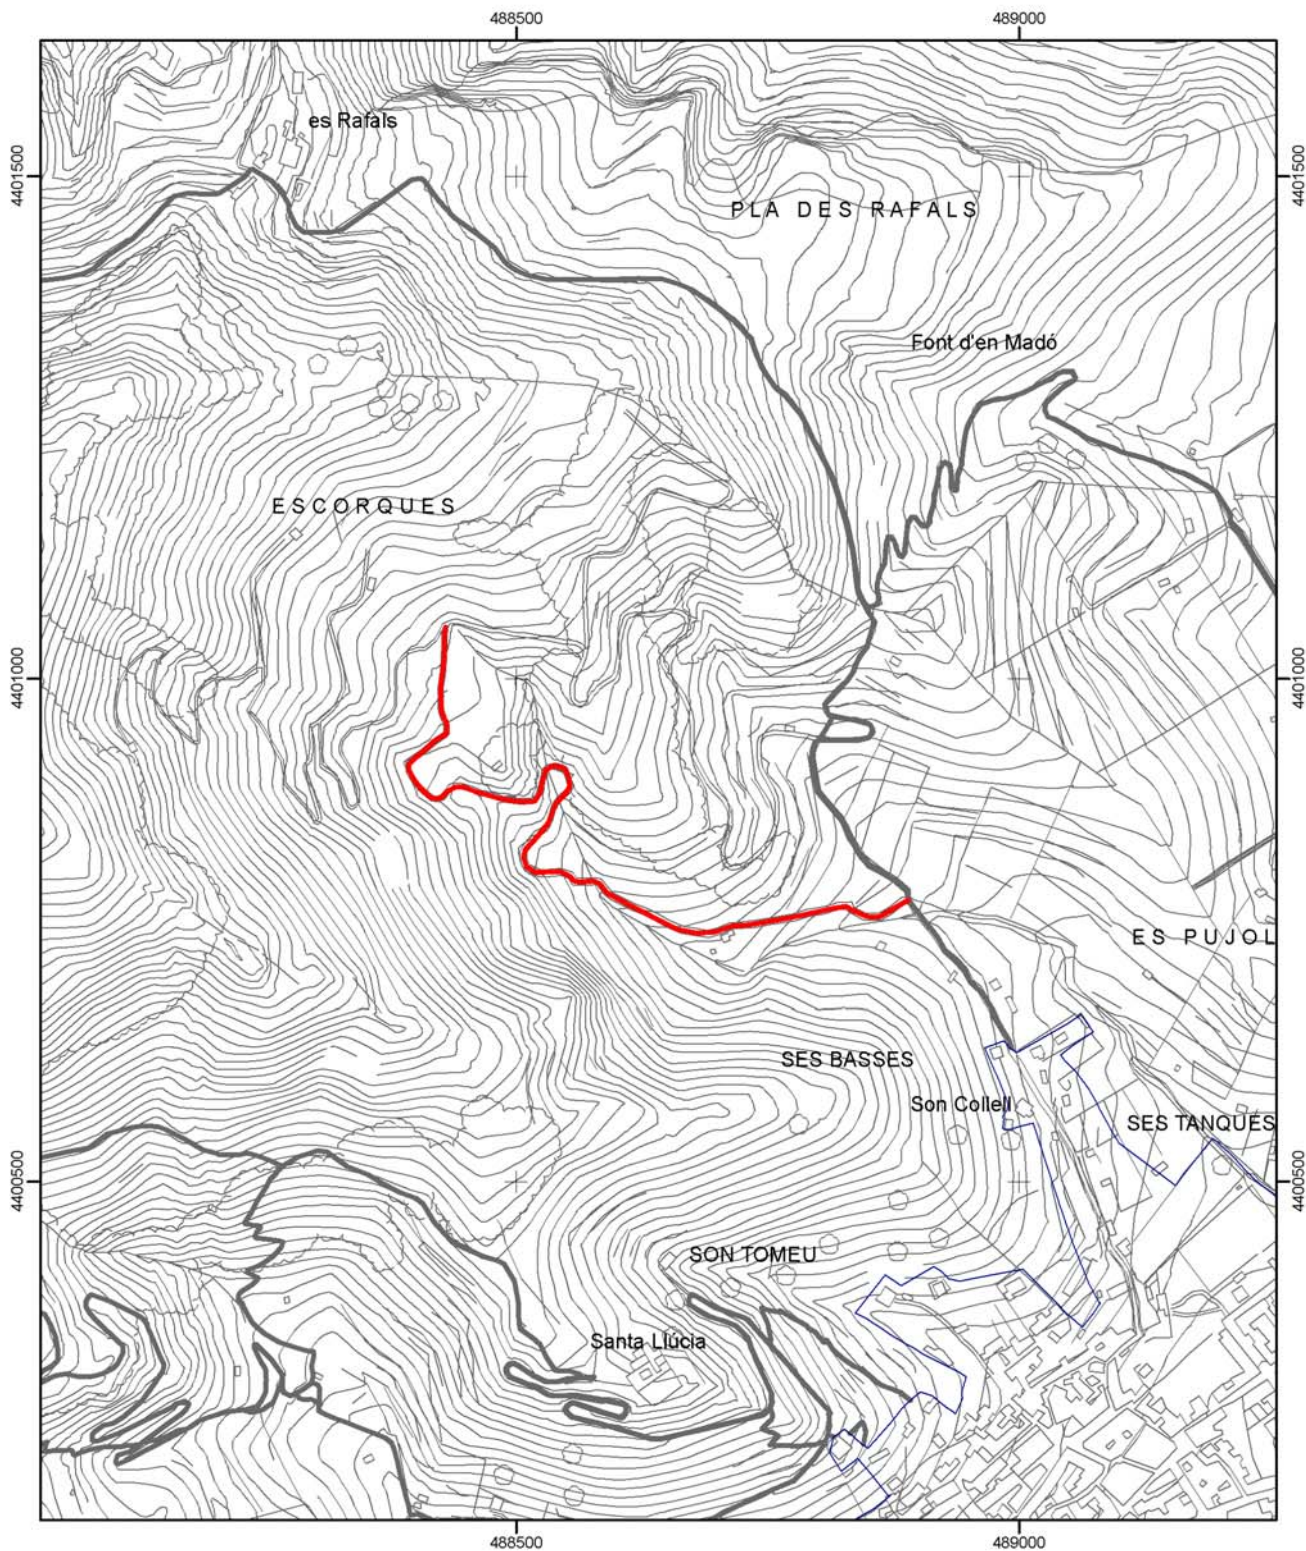 488500
489000
es Rafals
4401500
4401500
PLA DES RAFALS
Font d'en Madó
ESCORQUES
4401000
4401000
ES PUJOL
SES BASSES
Son Collell
SES TANQUES
4400500
4400500
SON TOMEU
Santa Llúcia
488500
489000